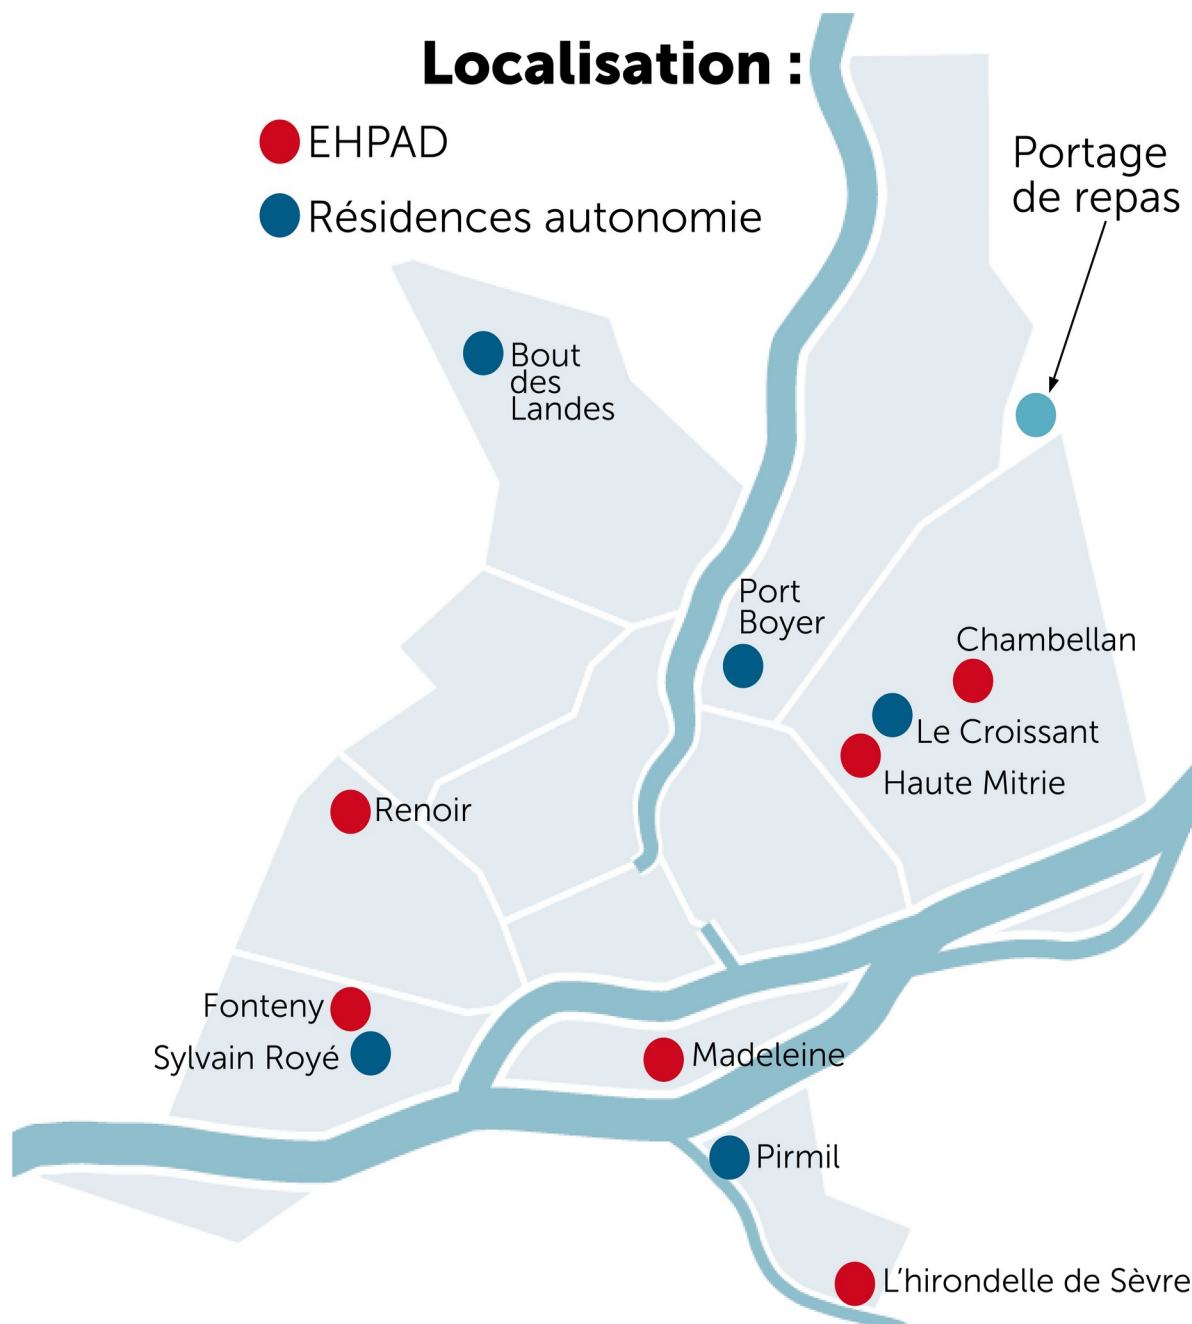 Localisation :
EHPAD
Résidences autonomie
Portage
de repas
Bout
des
Landes
Port
Boyer
Chambellan
Le Croissant
Haute Mitrie
Renoir
Fonteny
Sylvain Royé
Madeleine
Pirmil
L’hirondelle de Sèvre